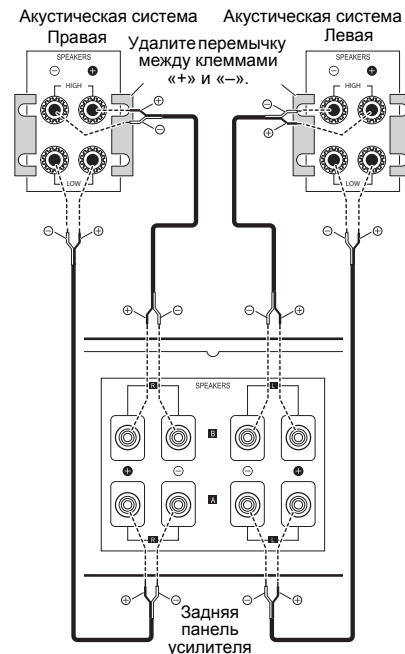 Акустическая система
Правая
Акустическая система
Левая
Удалите перемычку
между клеммами
«+» и «–».
SPEAKERS
⊖ ⊕
HIGH
LOW
⊕
⊖
⊖ ⊕
SPEAKERS
⊖ ⊕
HIGH
LOW
⊖
⊕
⊖ ⊕
⊕ ⊖
⊕ ⊖
SPEAKERS
R
L
B
⊕ ⊖ ⊖ ⊕
A
R
L
⊕ ⊖
⊖ ⊕
Задняя
панель
усилителя